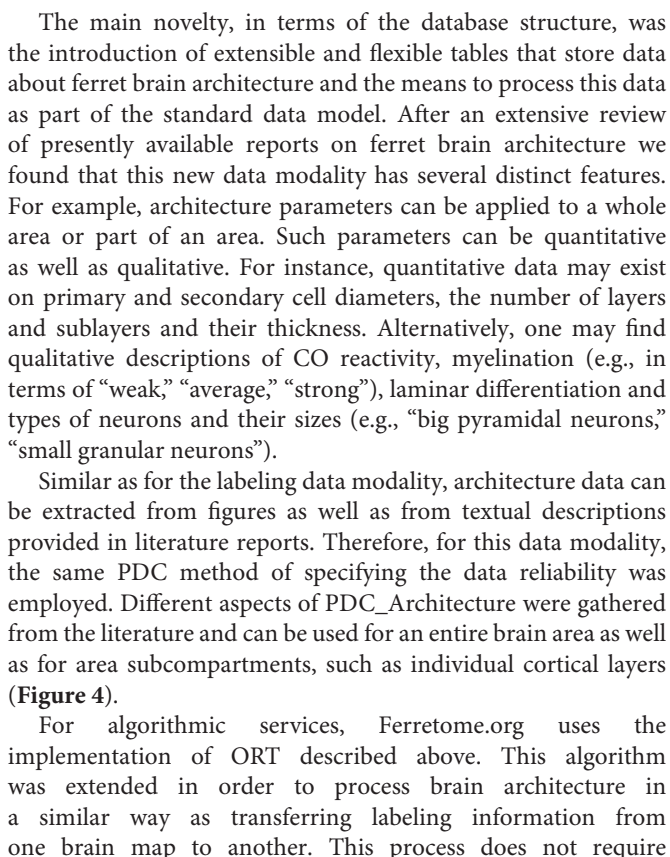 The main novelty, in terms of the database structure, was
the introduction of extensible and flexible tables that store data
about ferret brain architecture and the means to process this data
as part of the standard data model. After an extensive review
of presently available reports on ferret brain architecture we
found that this new data modality has several distinct features.
For example, architecture parameters can be applied to a whole
area or part of an area. Such parameters can be quantitative
as well as qualitative. For instance, quantitative data may exist
on primary and secondary cell diameters, the number of layers
and sublayers and their thickness. Alternatively, one may find
qualitative descriptions of CO reactivity, myelination (e.g., in
terms of “weak,” “average,” “strong”), laminar differentiation and
types of neurons and their sizes (e.g., “big pyramidal neurons,”
“small granular neurons”).
Similar as for the labeling data modality, architecture data can
be extracted from figures as well as from textual descriptions
provided in literature reports. Therefore, for this data modality,
the same PDC method of specifying the data reliability was
employed. Different aspects of PDC_Architecture were gathered
from the literature and can be used for an entire brain area as well
as for area subcompartments, such as individual cortical layers
(Figure 4).
For algorithmic services, Ferretome.org uses the
implementation of ORT described above. This algorithm
was extended in order to process brain architecture in
a similar way as transferring labeling information from
one brain map to another. This process does not require